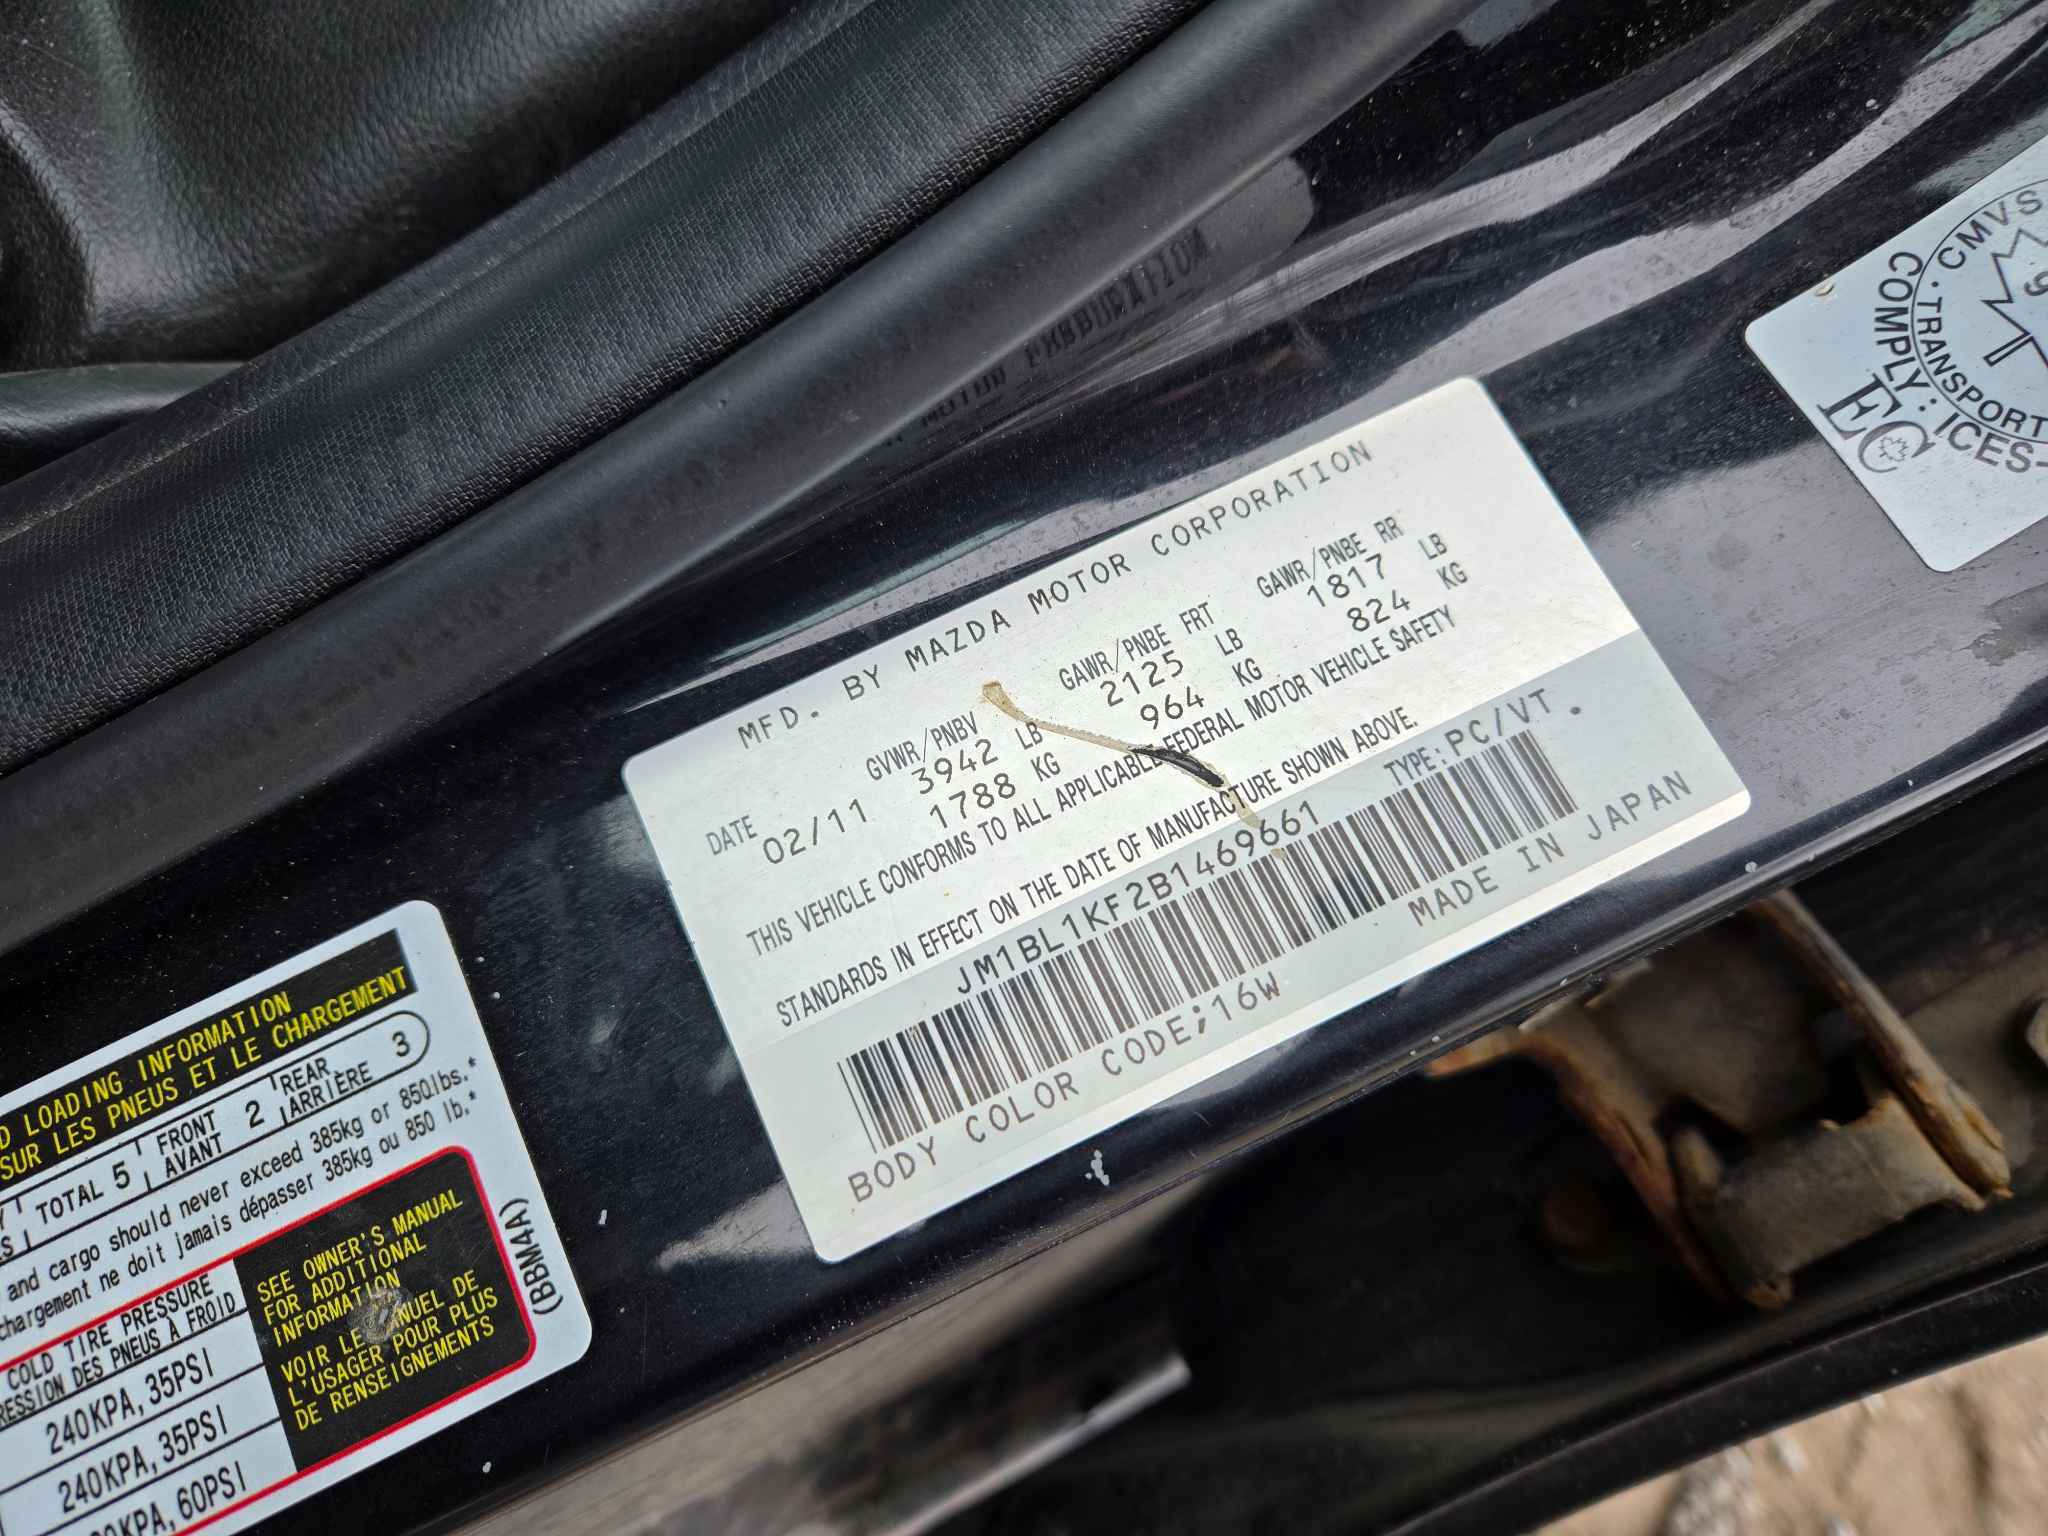 MFD. BY MAZDA MOTOR CORPORATION
DATE
02/11
GVWR/PNBV
3942 LB
1788 KG
GAWR/PNBE FRT
2125 LB
964 KG
GAWR/PNBE RR
1817 LB
824 KG
THIS VEHICLE CONFORMS TO ALL APPLICABLE FEDERAL MOTOR VEHICLE SAFETY
STANDARDS IN EFFECT ON THE DATE OF MANUFACTURE SHOWN ABOVE.
JM1BL1KF2B1469661
TYPE:PC/VT.
BODY COLOR CODE;16W
MADE IN JAPAN
CMVS
TRANSPORT
COMPLY: ICES-
EC
LOADING INFORMATION
SUR LES PNEUS ET LE CHARGEMENT
TOTAL 5
FRONT
AVANT 2
REAR
ARRIÈRE 3
and cargo should never exceed 385kg or 850lbs.*
chargement ne doit jamais dépasser 385kg ou 850 lb.*
COLD TIRE PRESSURE
DES PNEUS À FROID
240KPA, 35PSI
240KPA, 35PSI
60PSI
SEE OWNER'S MANUAL
FOR ADDITIONAL
INFORMATION
VOIR LE MANUEL DE
L'USAGER POUR PLUS
DE RENSEIGNEMENTS
(BBM4A)